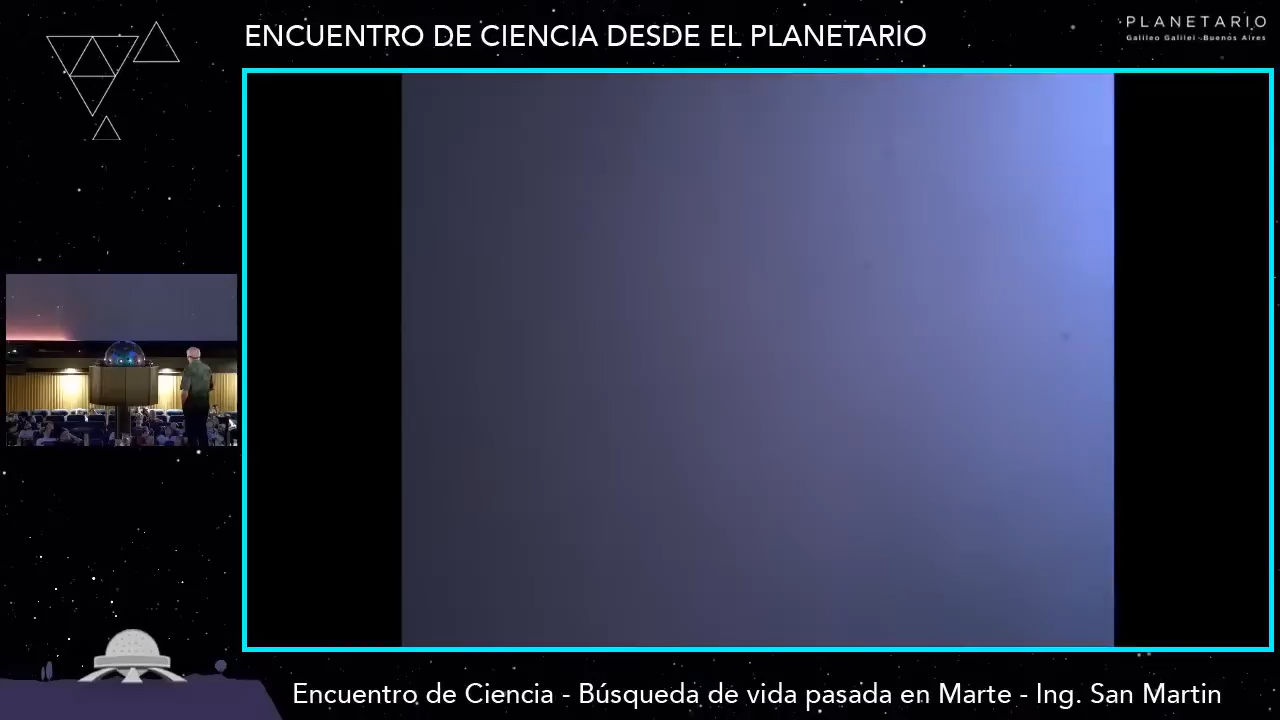 ENCUENTRO DE CIENCIA DESDE EL PLANETARIO
PLANETARIO
Galileo Galilei - Buenos Aires
Encuentro de Ciencia - Búsqueda de vida pasada en Marte - Ing. San Martin